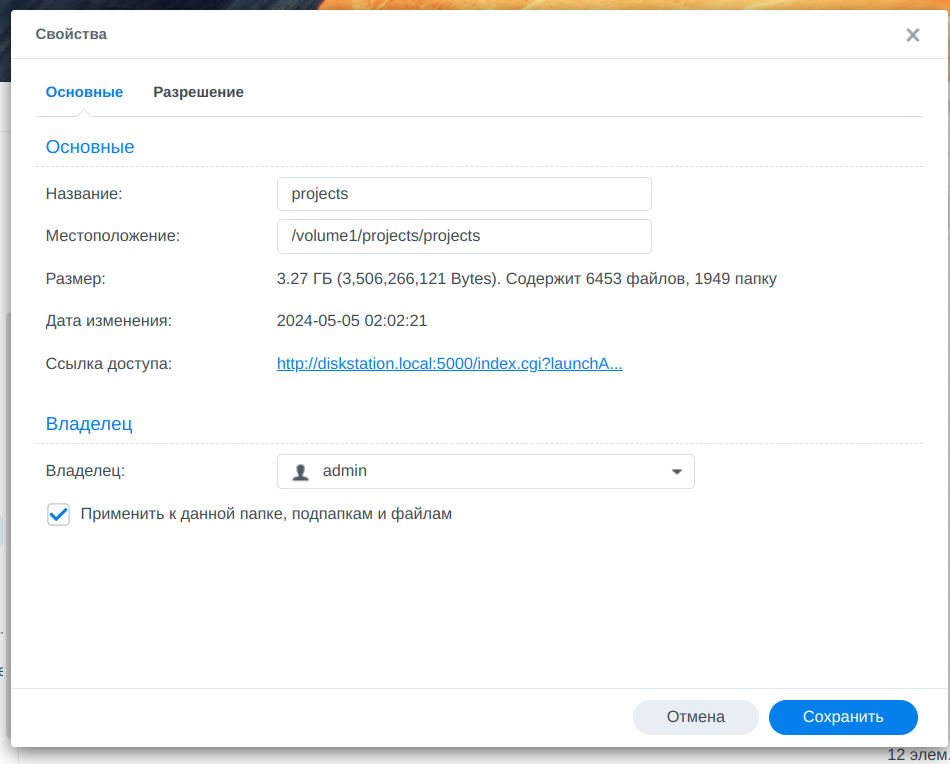 Свойства
Основные Разрешение
Основные
Название: projects
Местоположение: /volume1/projects/projects
Размер: 3.27 ГБ (3,506,266,121 Bytes). Содержит 6453 файлов, 1949 папку
Дата изменения: 2024-05-05 02:02:21
Ссылка доступа: http://diskstation.local:5000/index.cgi?launchA...
Владелец
Владелец: admin
Применить к данной папке, подпапкам и файлам
Отмена Сохранить
12 элем.